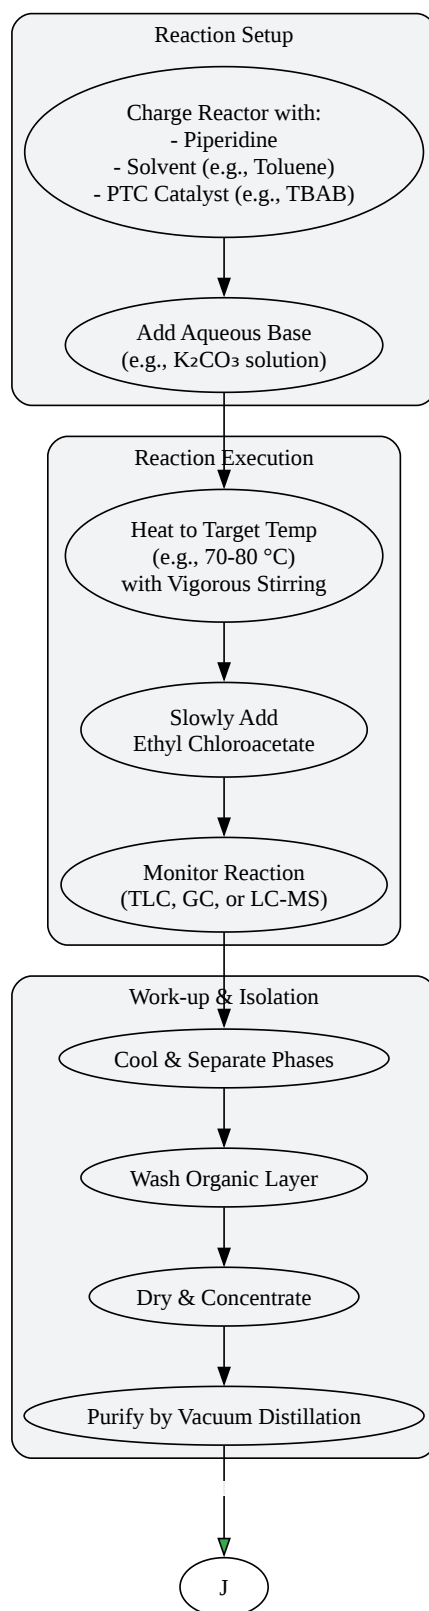 Reaction Setup
Charge Reactor with:
- Piperidine
- Solvent (e.g., Toluene)
- PTC Catalyst (e.g., TBAB)
Add Aqueous Base
(e.g., K₂CO₃ solution)
Reaction Execution
Heat to Target Temp
(e.g., 70-80 °C)
with Vigorous Stirring
Slowly Add
Ethyl Chloroacetate
Monitor Reaction
(TLC, GC, or LC-MS)
Work-up & Isolation
Cool & Separate Phases
Wash Organic Layer
Dry & Concentrate
Purify by Vacuum Distillation
J